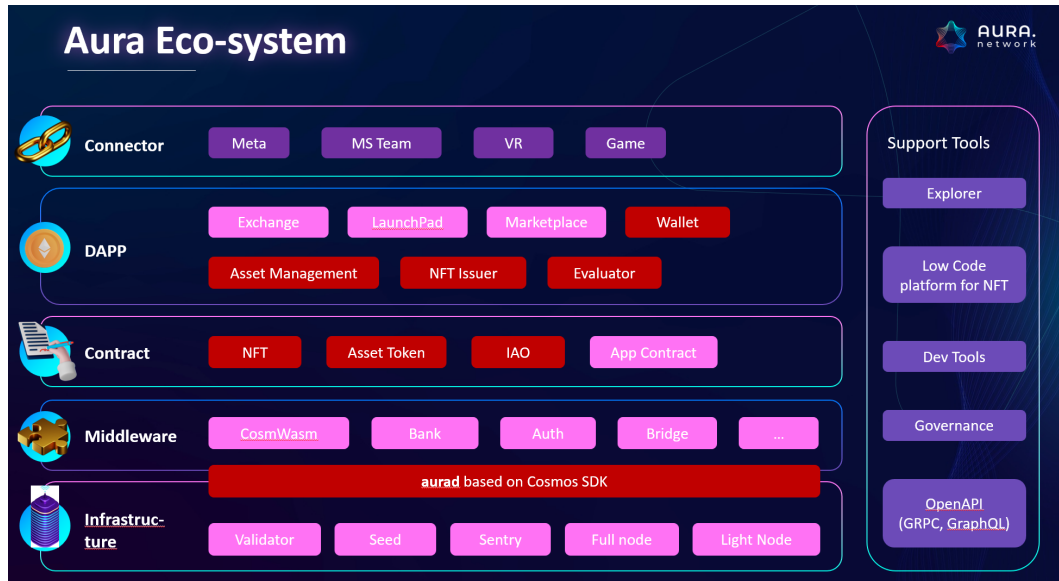 Aura Eco-system
AURA.
network
Connector
Meta
MS Team
VR
Game
DAPP
Exchange
LaunchPad
Marketplace
Wallet
Asset Management
NFT Issuer
Evaluator
Contract
NFT
Asset Token
IAO
App Contract
Middleware
CosmWasm
Bank
Auth
Bridge
...
aurad based on Cosmos SDK
Infrastruc-
ture
Validator
Seed
Sentry
Full node
Light Node
Support Tools
Explorer
Low Code
platform for NFT
Dev Tools
Governance
OpenAPI
(GRPC, GraphQL)